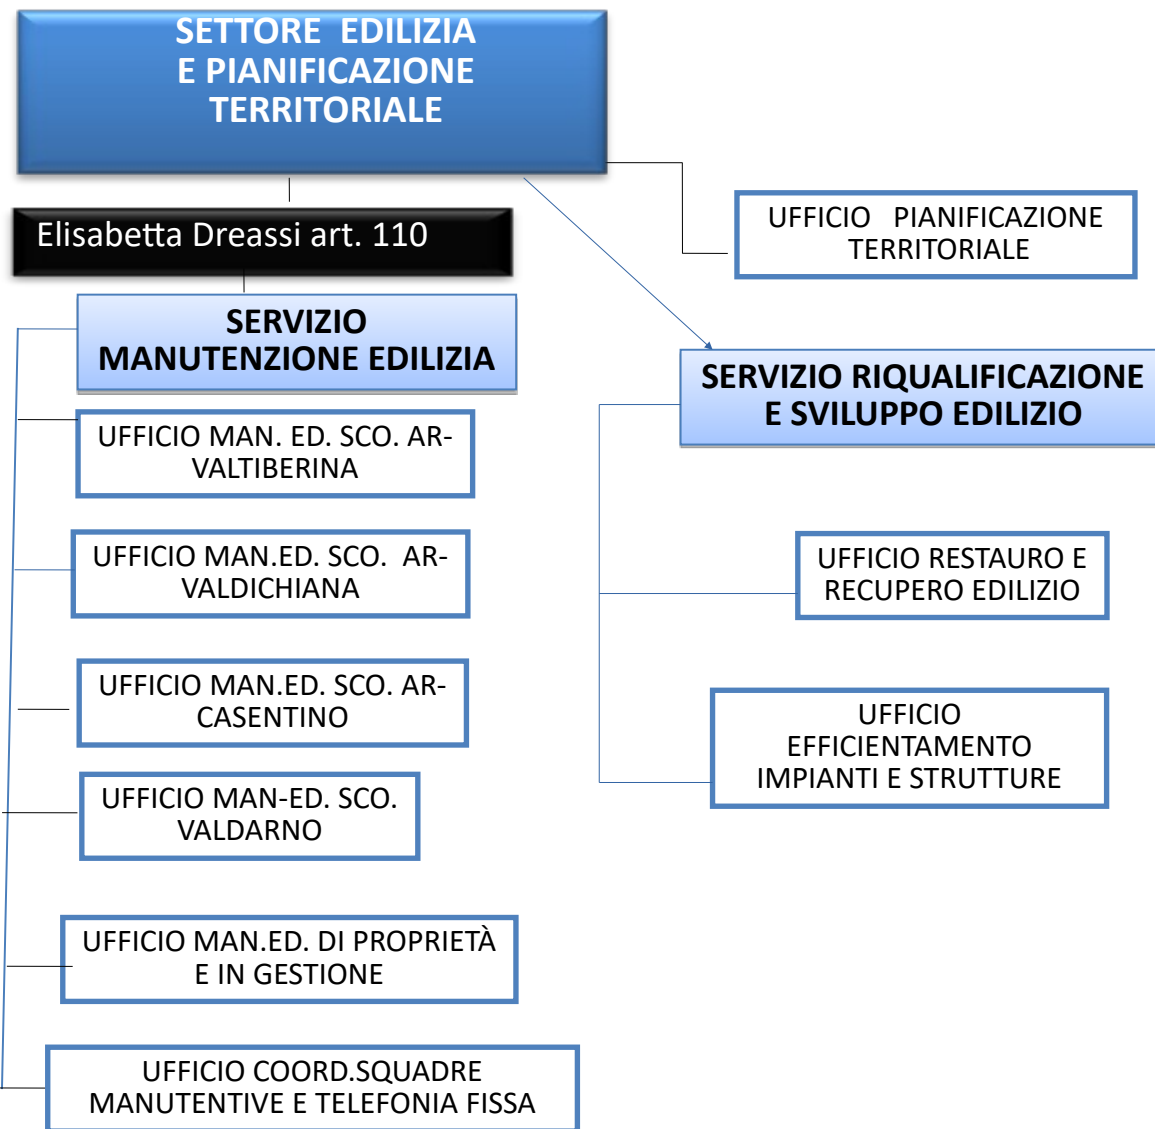 SETTORE EDILIZIA
E PIANIFICAZIONE
TERRITORIALE
Elisabetta Dreassi art. 110
UFFICIO PIANIFICAZIONE
TERRITORIALE
SERVIZIO
MANUTENZIONE EDILIZIA
UFFICIO MAN. ED. SCO. AR-
VALTIBERINA
UFFICIO MAN.ED. SCO. AR-
VALDICHIANA
UFFICIO MAN.ED. SCO. AR-
CASENTINO
UFFICIO MAN-ED. SCO.
VALDARNO
UFFICIO MAN.ED. DI PROPRIETÀ
E IN GESTIONE
UFFICIO COORD.SQUADRE
MANUTENTIVE E TELEFONIA FISSA
SERVIZIO RIQUALIFICAZIONE
E SVILUPPO EDILIZIO
UFFICIO RESTAURO E
RECUPERO EDILIZIO
UFFICIO
EFFICIENTAMENTO
IMPIANTI E STRUTTURE